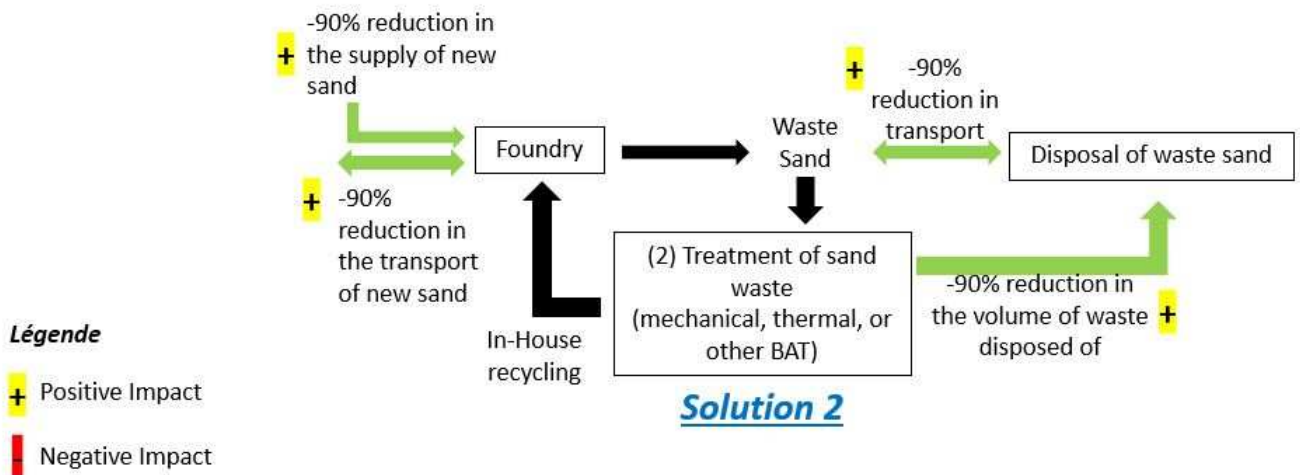 -90% reduction in
the supply of new
sand
+
+
-90%
reduction in
transport
Foundry
Waste
Sand
Disposal of waste sand
+
-90%
reduction in
the transport
of new sand
(2) Treatment of sand
waste
(mechanical, thermal, or
other BAT)
-90% reduction in
the volume of waste
disposed of
+
In-House
recycling
Solution 2
Légende
+ Positive Impact
- Negative Impact